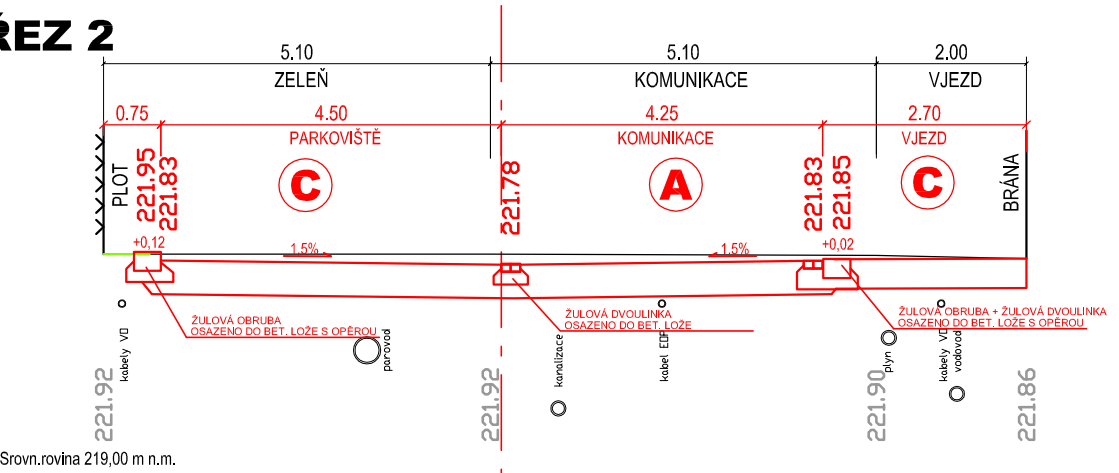 ŘEZ 2
5.10
5.10
2.00
ZELEŇ
KOMUNIKACE
VJEZD
0.75
4.50
4.25
2.70
PARKOVIŠTĚ
KOMUNIKACE
VJEZD
PLOT
221.95
221.83
C
221.78
A
221.83
221.85
C
BRÁNA
+0,12
1.5%
1.5%
+0,02
ŽULOVÁ OBRUBA
OSAZENO DO BET. LOŽE S OPĚROU
ŽULOVÁ DVOULINKA
OSAZENO DO BET. LOŽE
ŽULOVÁ OBRUBA + ŽULOVÁ DVOULINKA
OSAZENO DO BET. LOŽE S OPĚROU
kabely VO
parovod
kanalizace
plyn
vodovod
221.92
221.92
221.90
221.86
Srovn.rovina 219,00 m n.m.